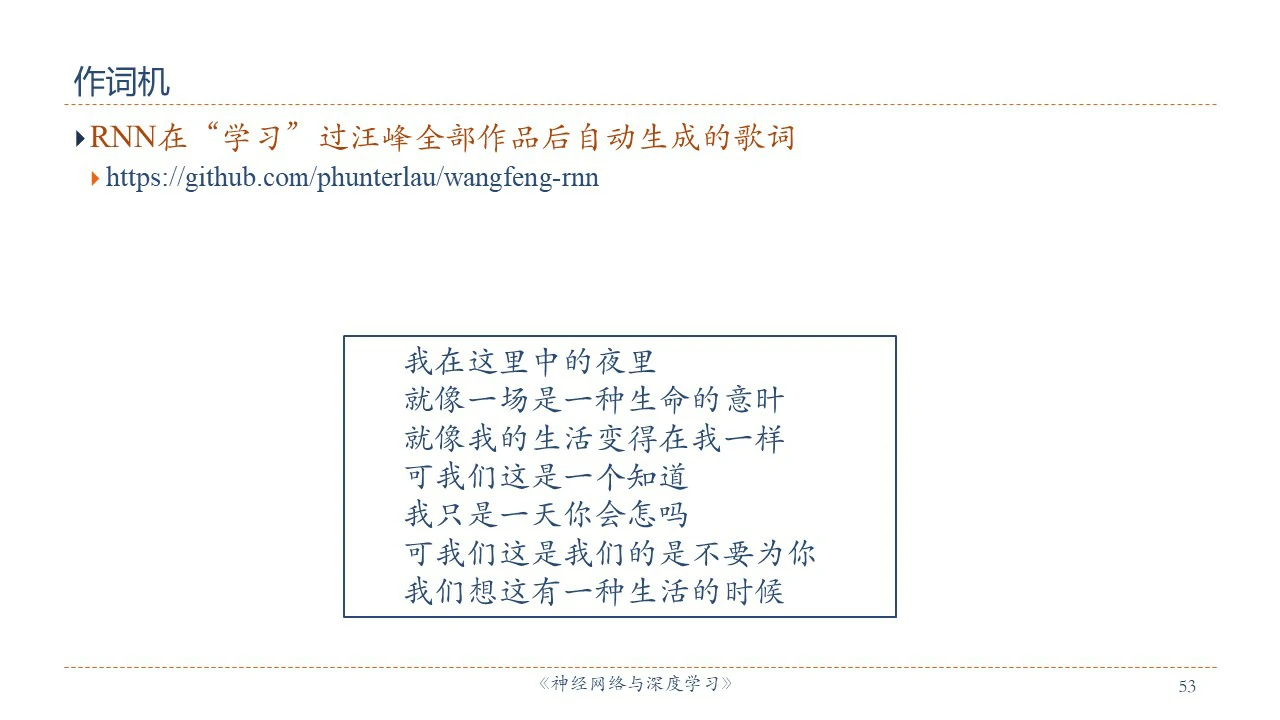 作词机
RNN在“学习”过汪峰全部作品后自动生成的歌词
https://github.com/phunterlau/wangfeng-rnn
我在这里中的夜里
就像一场是一种生命的意旪
就像我的生活变得在我一样
可我们这是一个知道
我只是一天你会怎吗
可我们这是我们的是不要为你
我们想这有一种生活的时候
《神经网络与深度学习》
53